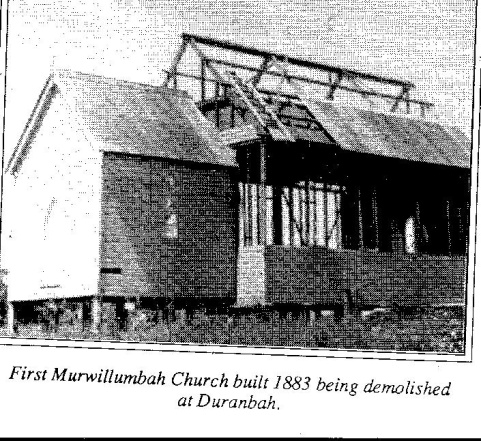 First Murwillumbah Church built 1883 being demolished
at Duranbah.